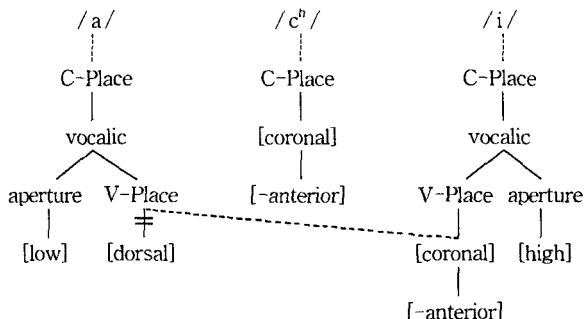 /a/ /cʰ/ /i/
C-Place C-Place C-Place
vocalic [coronal] vocalic
aperture V-Place [-anterior] V-Place aperture
[low] [dorsal] [coronal] [high]
[-anterior]